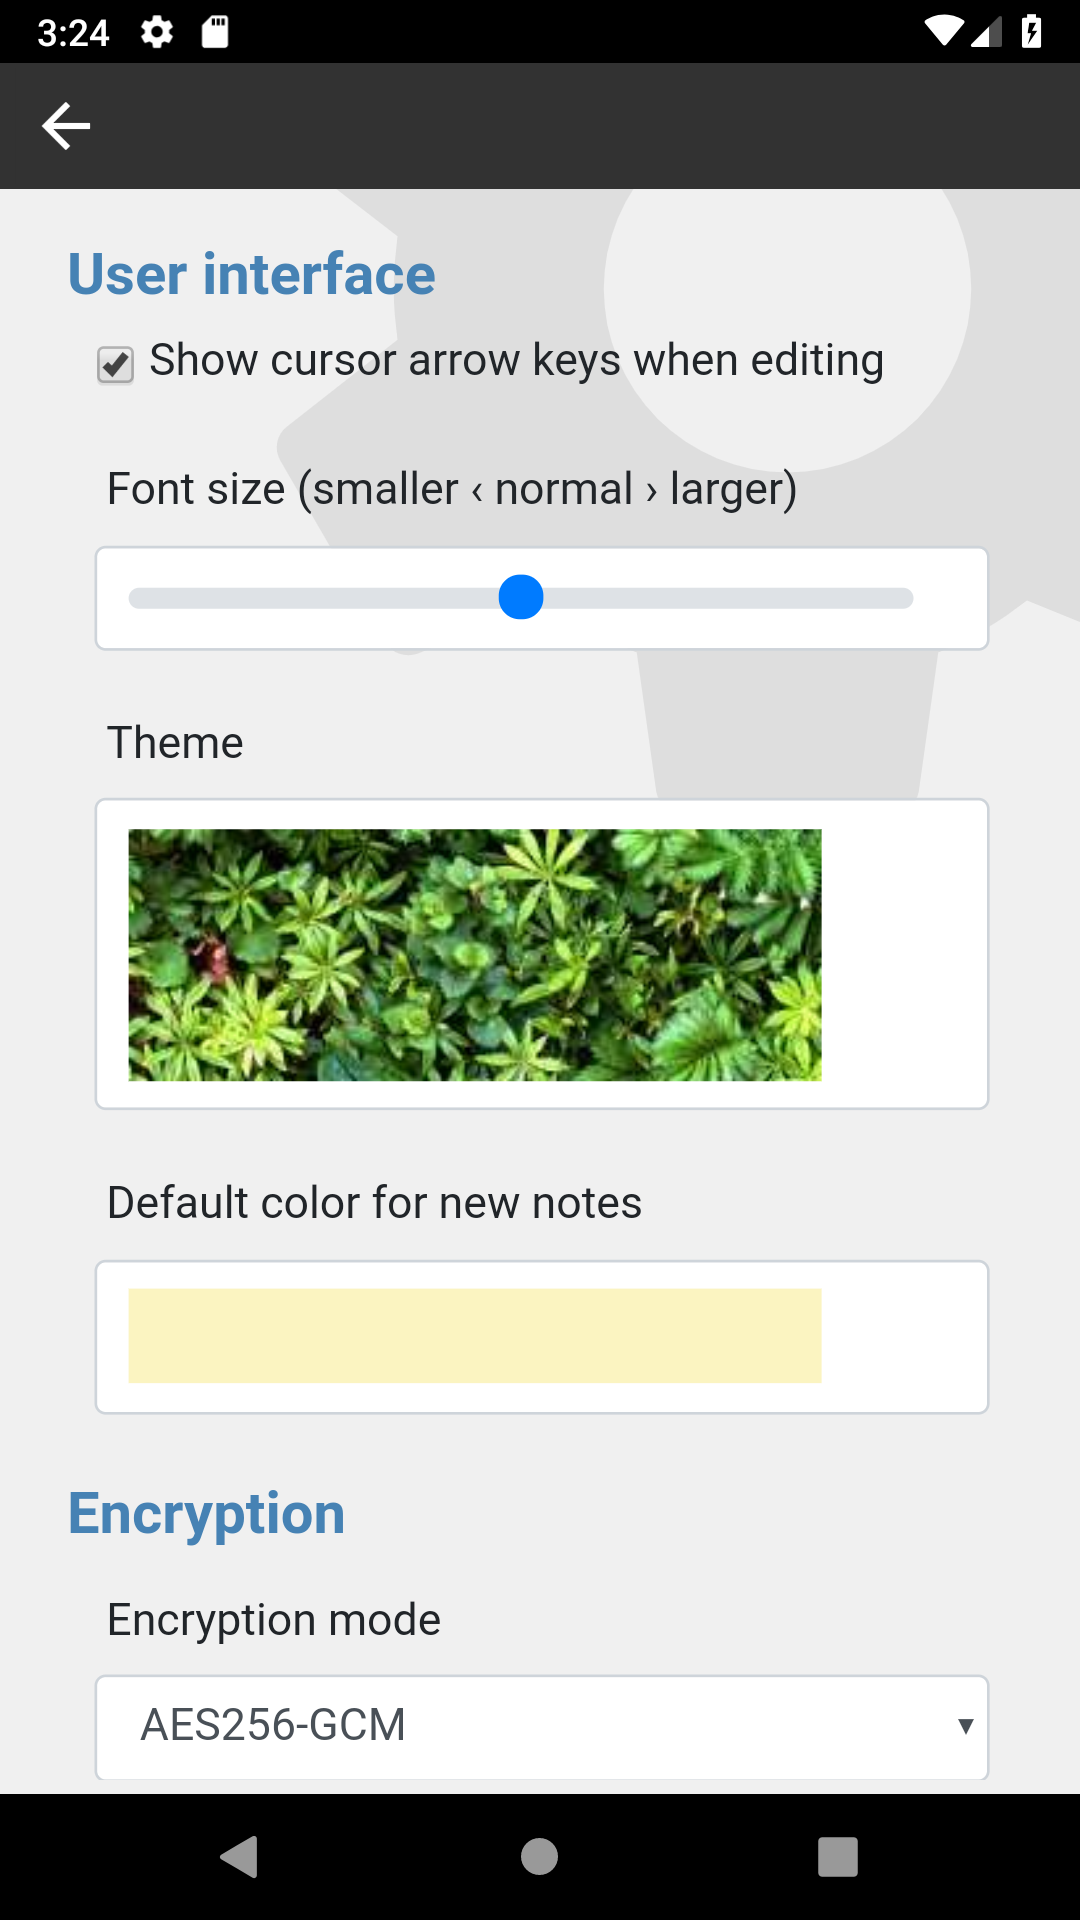 3:24
User interface
Show cursor arrow keys when editing
Font size (smaller ‹ normal › larger)
Theme
Default color for new notes
Encryption
Encryption mode
AES256-GCM